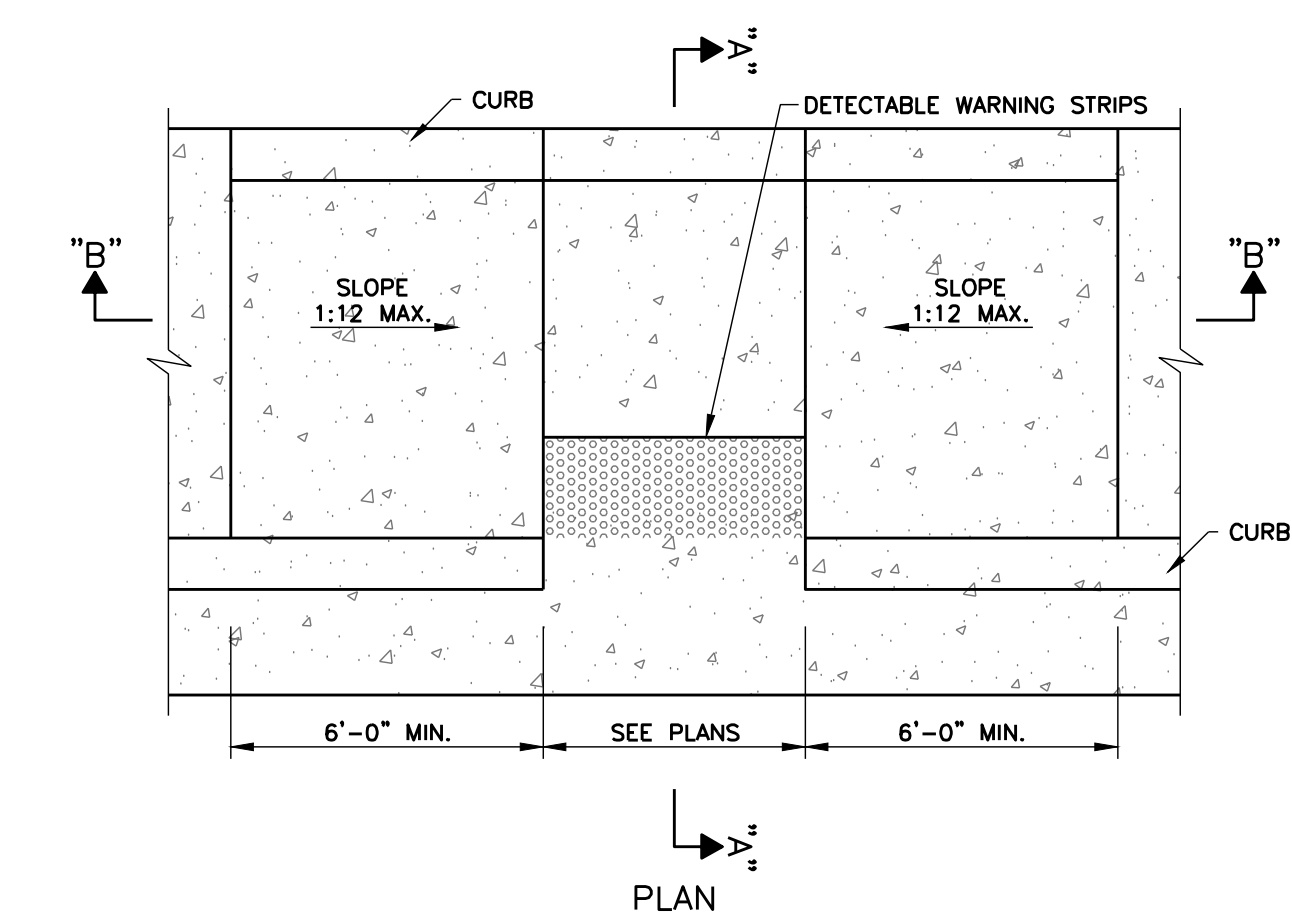 "A"
CURB
DETECTABLE WARNING STRIPS
"B"
"B"
SLOPE
1:12 MAX.
SLOPE
1:12 MAX.
CURB
6'-0" MIN.
SEE PLANS
6'-0" MIN.
"A"
PLAN